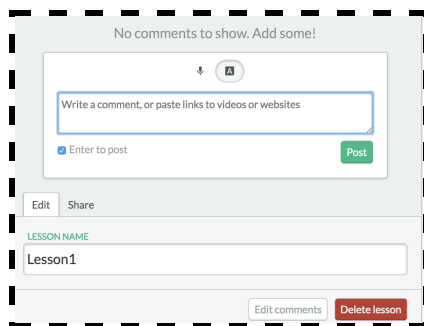 No comments to show. Add some!
A
Write a comment, or paste links to videos or websites
Enter to post
Post
Edit Share
LESSON NAME
Lesson1
Edit comments Delete lesson